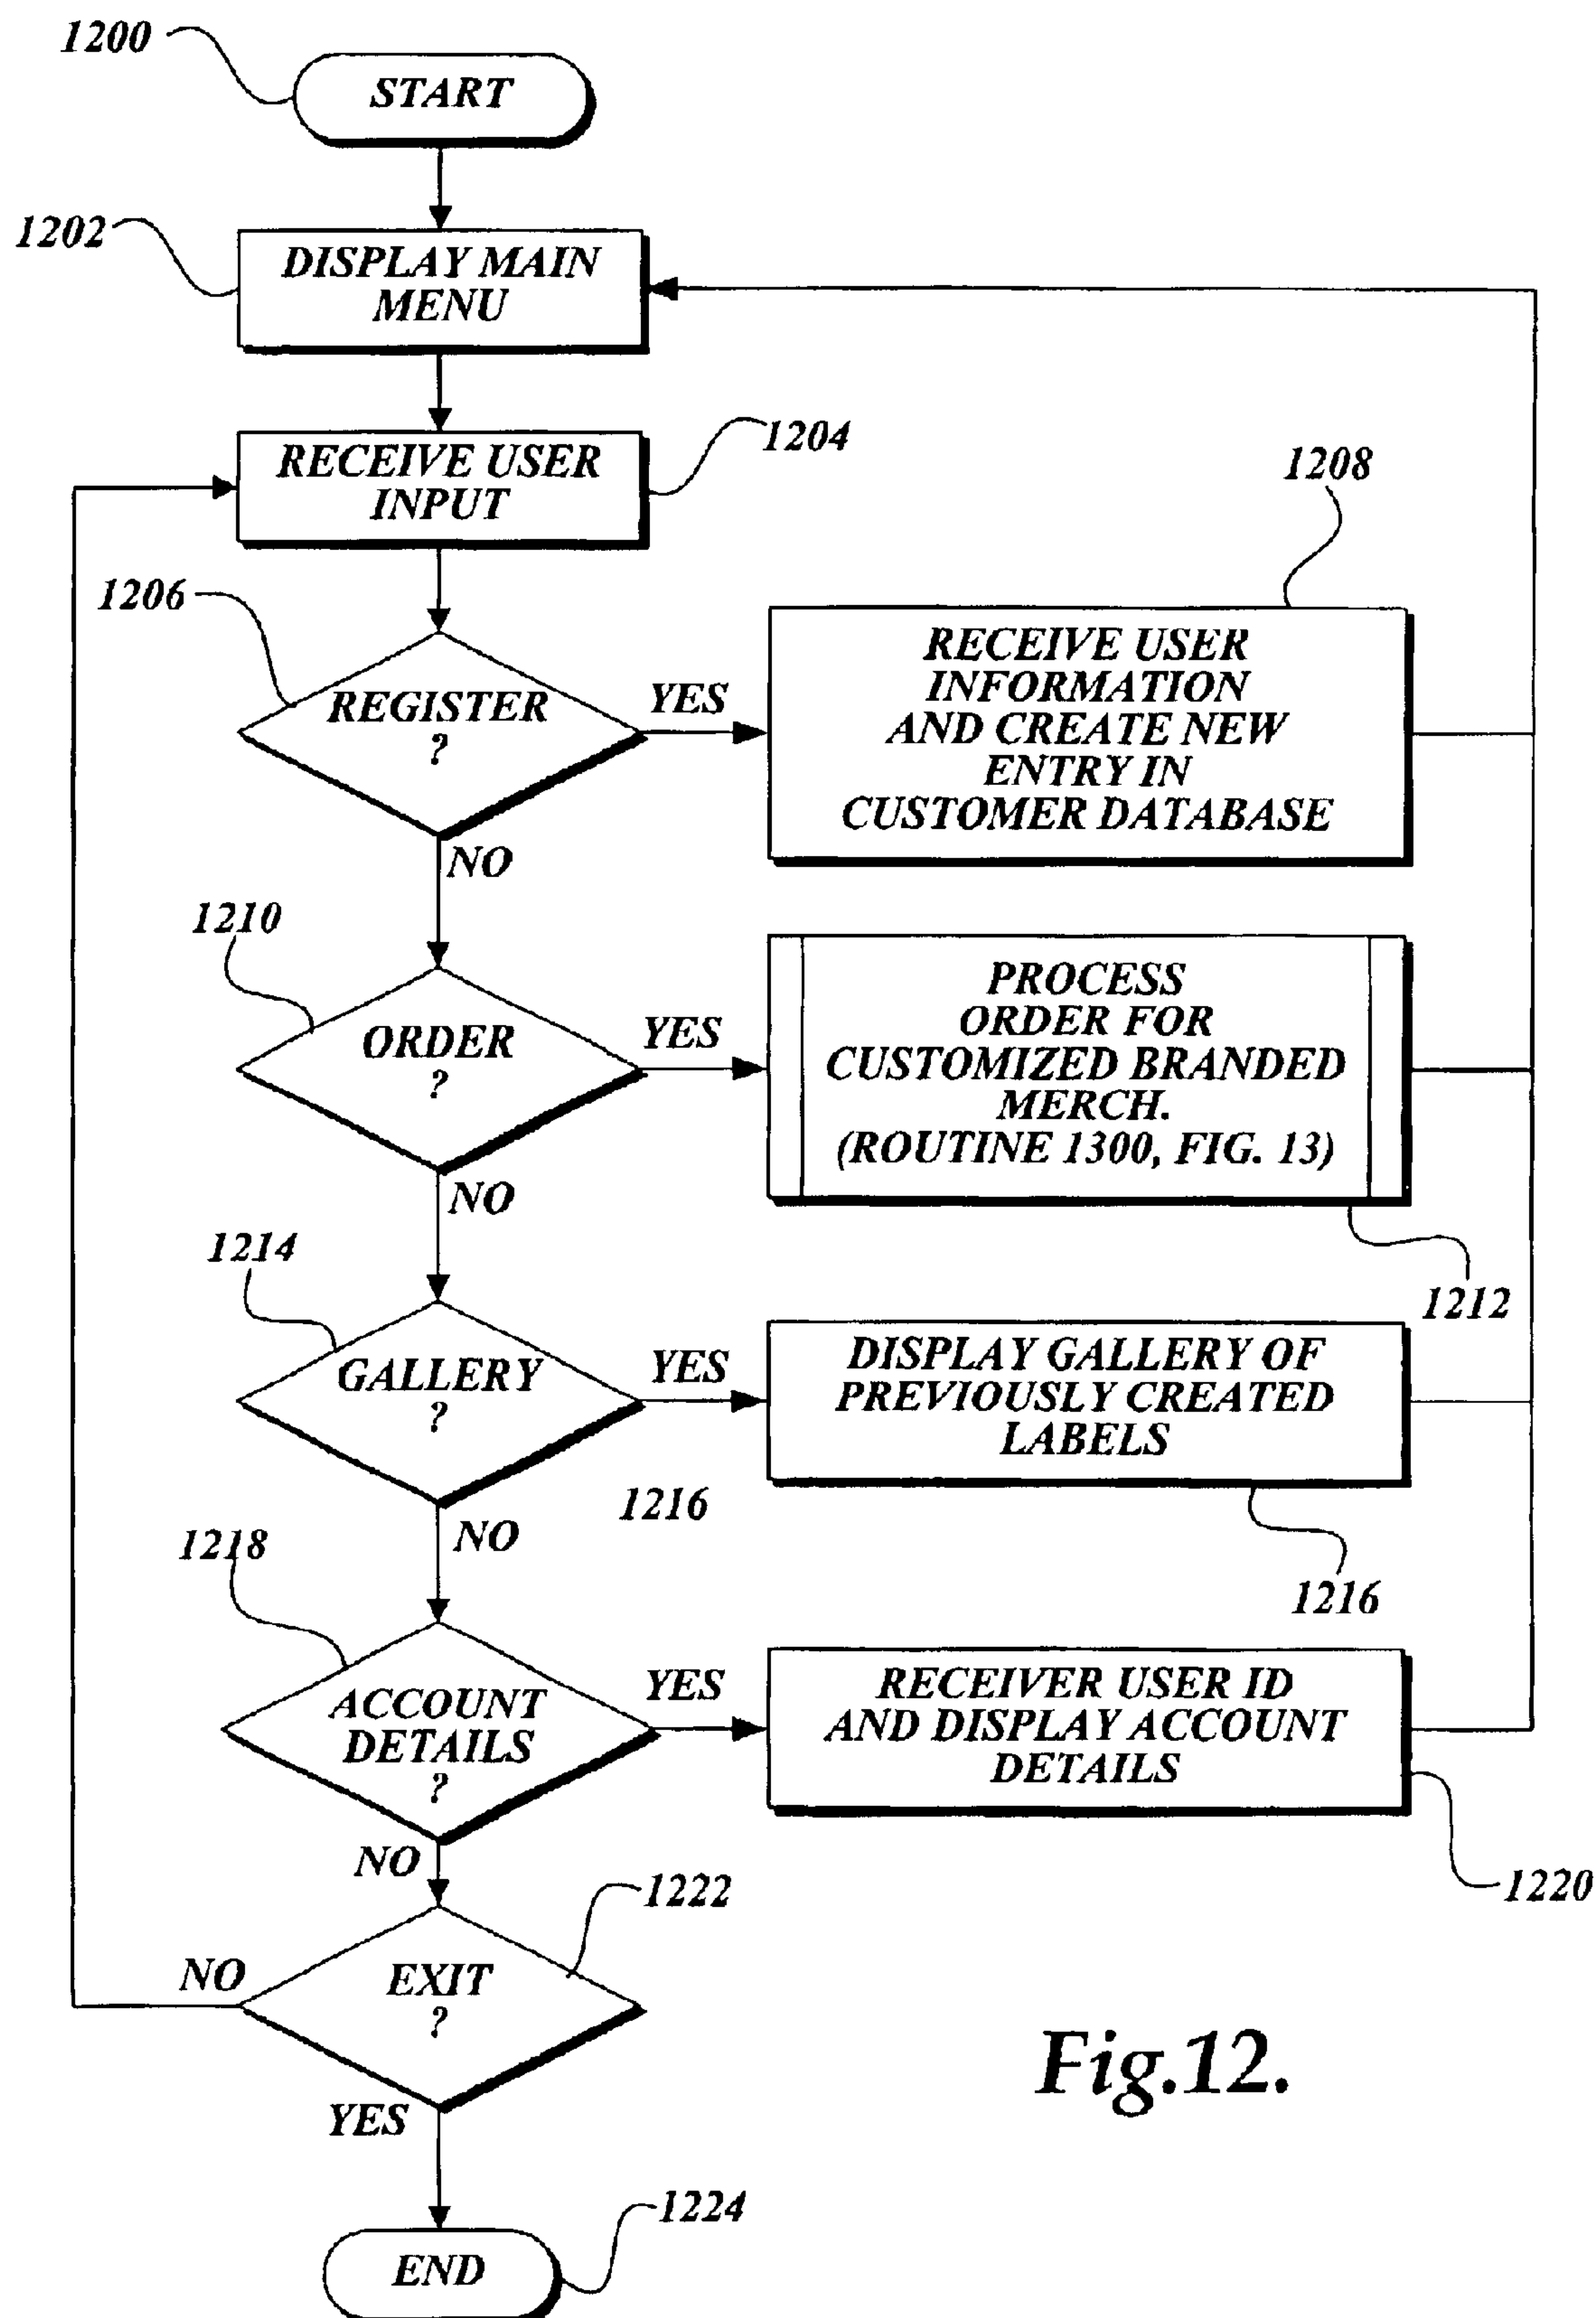 1200
START
1202
DISPLAY MAIN
MENU
1204
RECEIVE USER
INPUT
1208
1206
REGISTER
?
YES
RECEIVE USER
INFORMATION
AND CREATE NEW
ENTRY IN
CUSTOMER DATABASE
NO
1210
ORDER
?
YES
PROCESS
ORDER FOR
CUSTOMIZED BRANDED
MERCH.
(ROUTINE 1300, FIG. 13)
NO
1212
1214
GALLERY
?
YES
DISPLAY GALLERY OF
PREVIOUSLY CREATED
LABELS
1216
NO
1216
1218
ACCOUNT
DETAILS
?
YES
RECEIVER USER ID
AND DISPLAY ACCOUNT
DETAILS
NO
1220
1222
EXIT
?
NO
YES
Fig.12.
1224
END